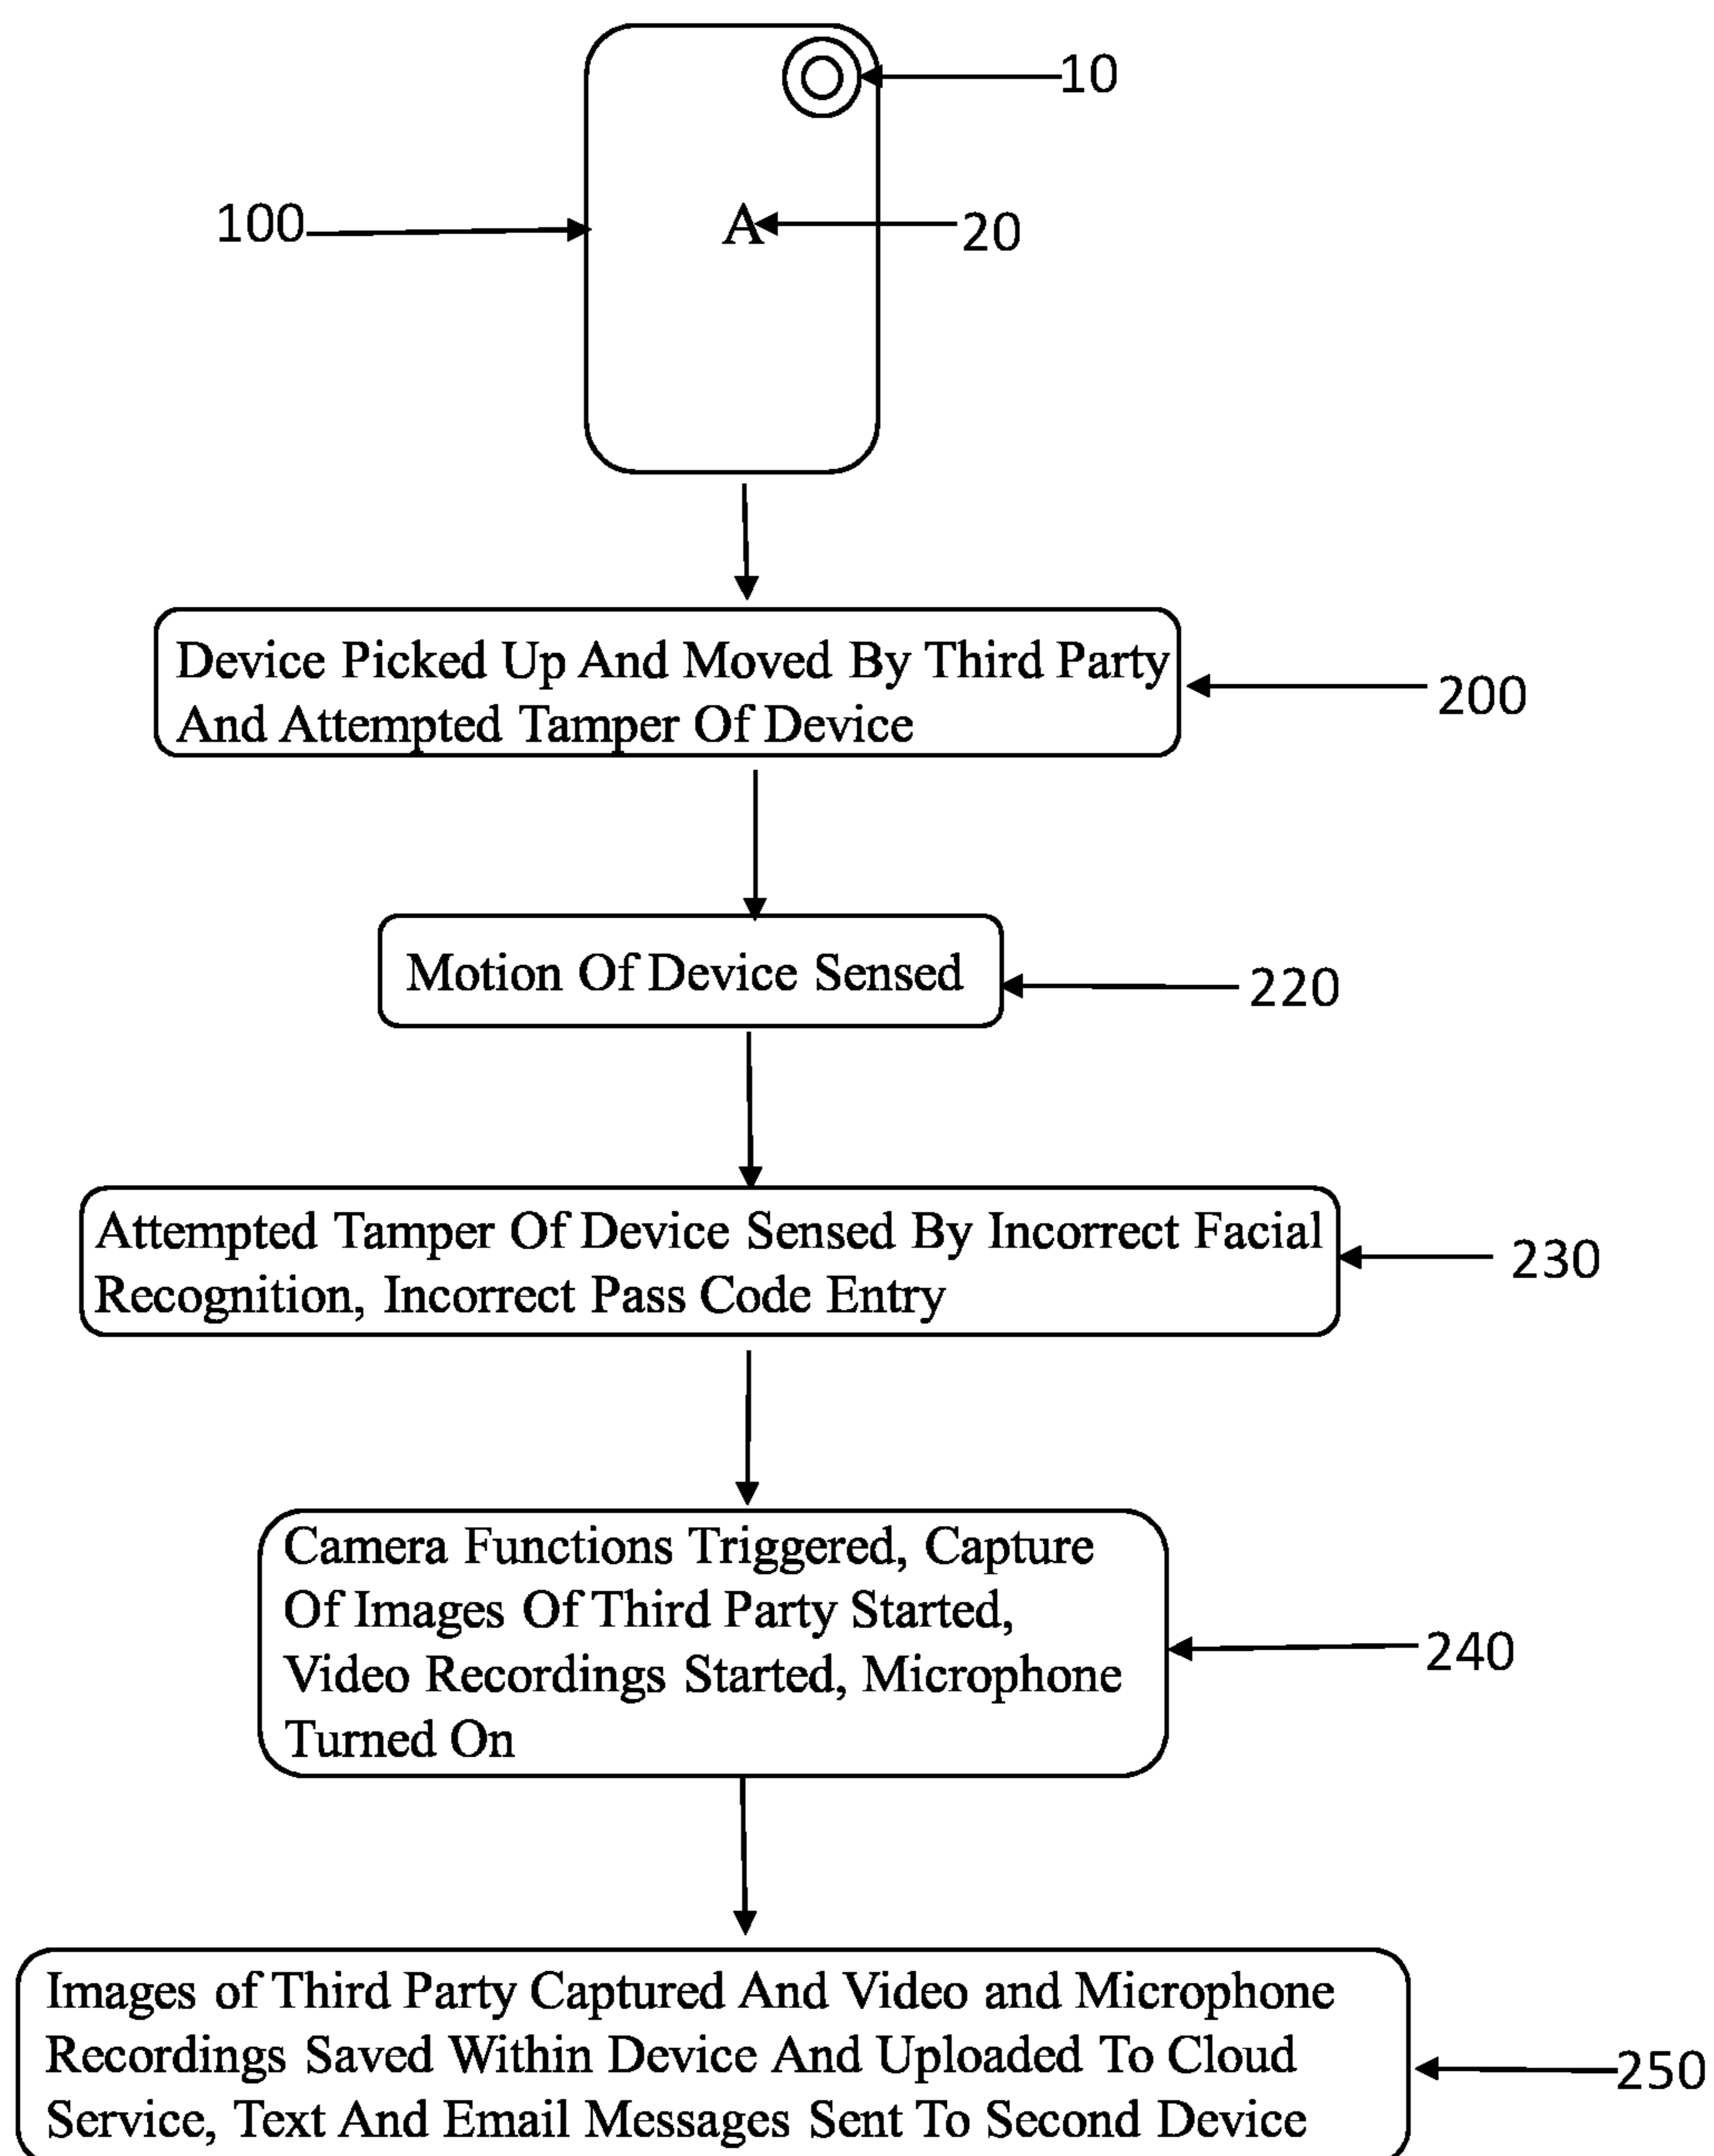 10
100
A
20
Device Picked Up And Moved By Third Party
And Attempted Tamper Of Device
200
Motion Of Device Sensed
220
Attempted Tamper Of Device Sensed By Incorrect Facial
Recognition, Incorrect Pass Code Entry
230
Camera Functions Triggered, Capture
Of Images Of Third Party Started,
Video Recordings Started, Microphone
Turned On
240
Images of Third Party Captured And Video and Microphone
Recordings Saved Within Device And Uploaded To Cloud
Service, Text And Email Messages Sent To Second Device
250